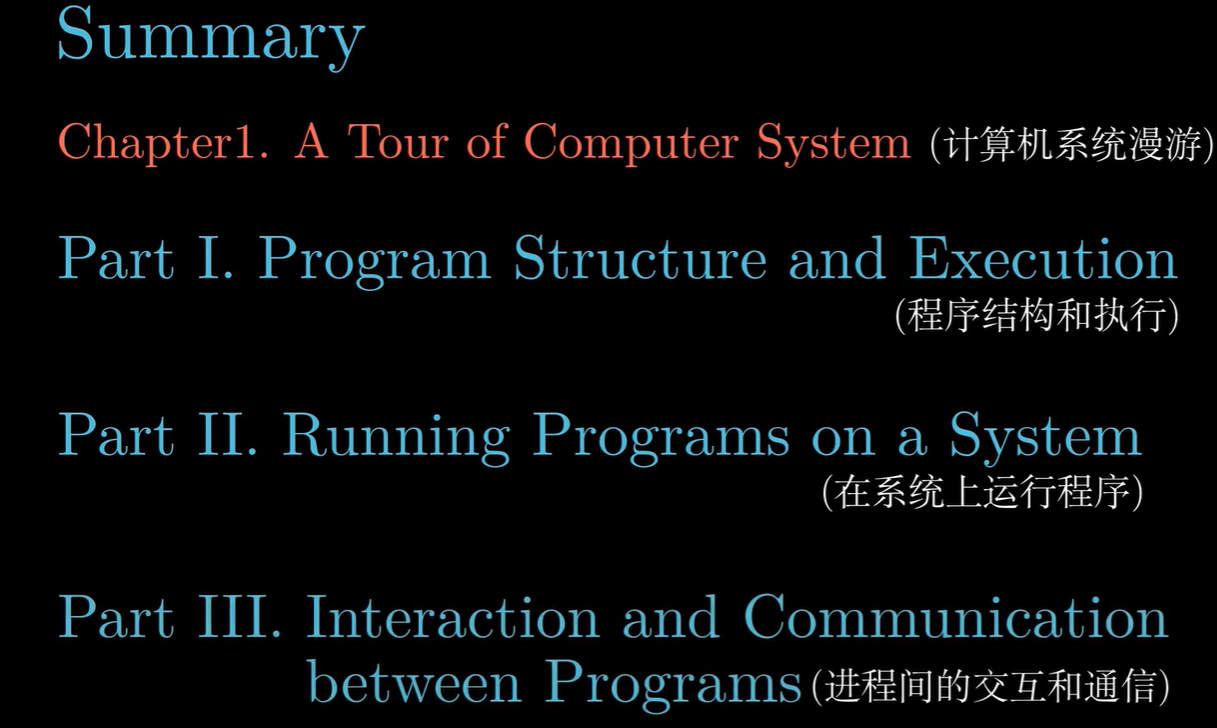 Summary
Chapter1. A Tour of Computer System (计算机系统漫游)
Part I. Program Structure and Execution
(程序结构和执行)
Part II. Running Programs on a System
(在系统上运行程序)
Part III. Interaction and Communication
between Programs (进程间的交互和通信)